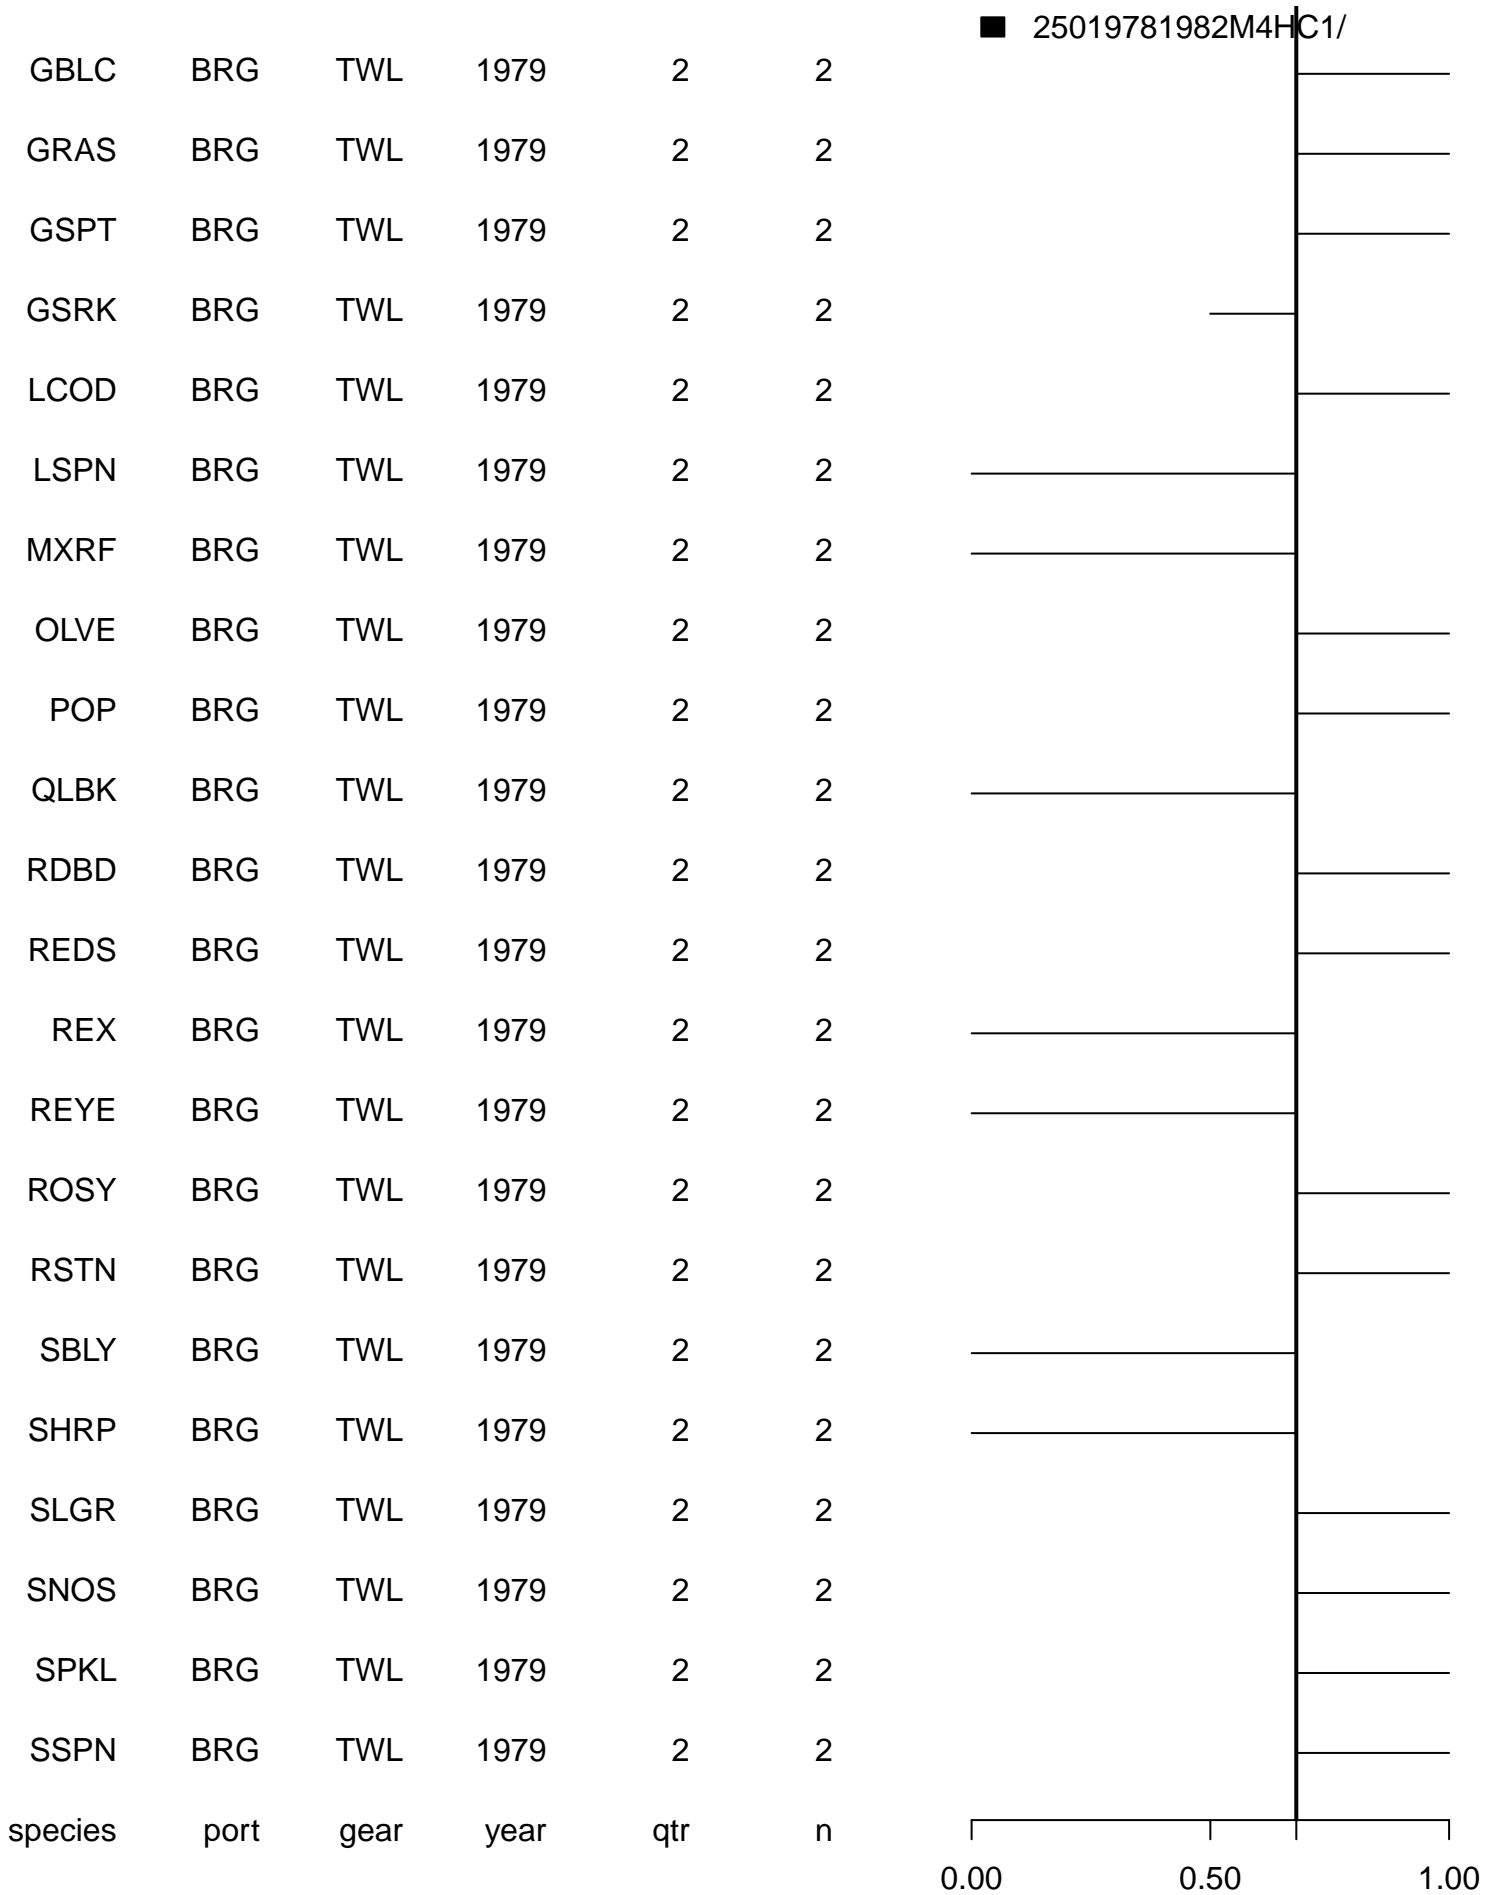 25019781982M4HC1/
GBLC BRG TWL 1979 2 2
GRAS BRG TWL 1979 2 2
GSPT BRG TWL 1979 2 2
GSRK BRG TWL 1979 2 2
LCOD BRG TWL 1979 2 2
LSPN BRG TWL 1979 2 2
MXRF BRG TWL 1979 2 2
OLVE BRG TWL 1979 2 2
POP BRG TWL 1979 2 2
QLBK BRG TWL 1979 2 2
RDBD BRG TWL 1979 2 2
REDS BRG TWL 1979 2 2
REX BRG TWL 1979 2 2
REYE BRG TWL 1979 2 2
ROSY BRG TWL 1979 2 2
RSTN BRG TWL 1979 2 2
SBLY BRG TWL 1979 2 2
SHRP BRG TWL 1979 2 2
SLGR BRG TWL 1979 2 2
SNOS BRG TWL 1979 2 2
SPKL BRG TWL 1979 2 2
SSPN BRG TWL 1979 2 2
species port gear year qtr n
0.00 0.50 1.00